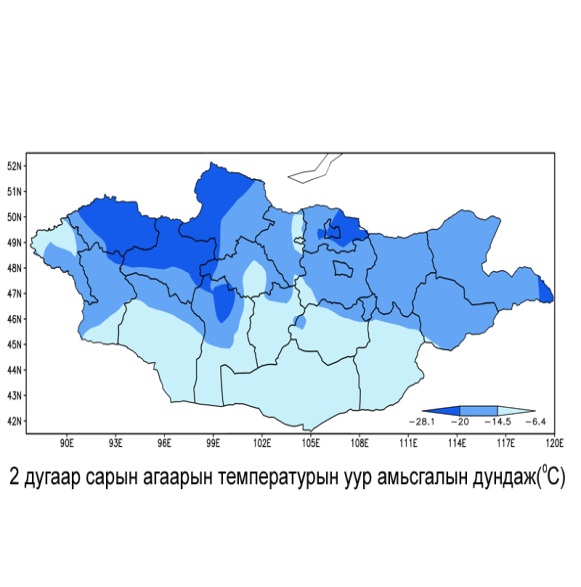 52N
51N
50N
49N
48N
47N
46N
45N
44N
43N
42N
−28.1 −20 −14.5 −6.4
90E 93E 96E 99E 102E 105E 108E 111E 114E 117E 120E
2 дугаар сарын агаарын температурын уур амьсгалын дундаж(⁰C)